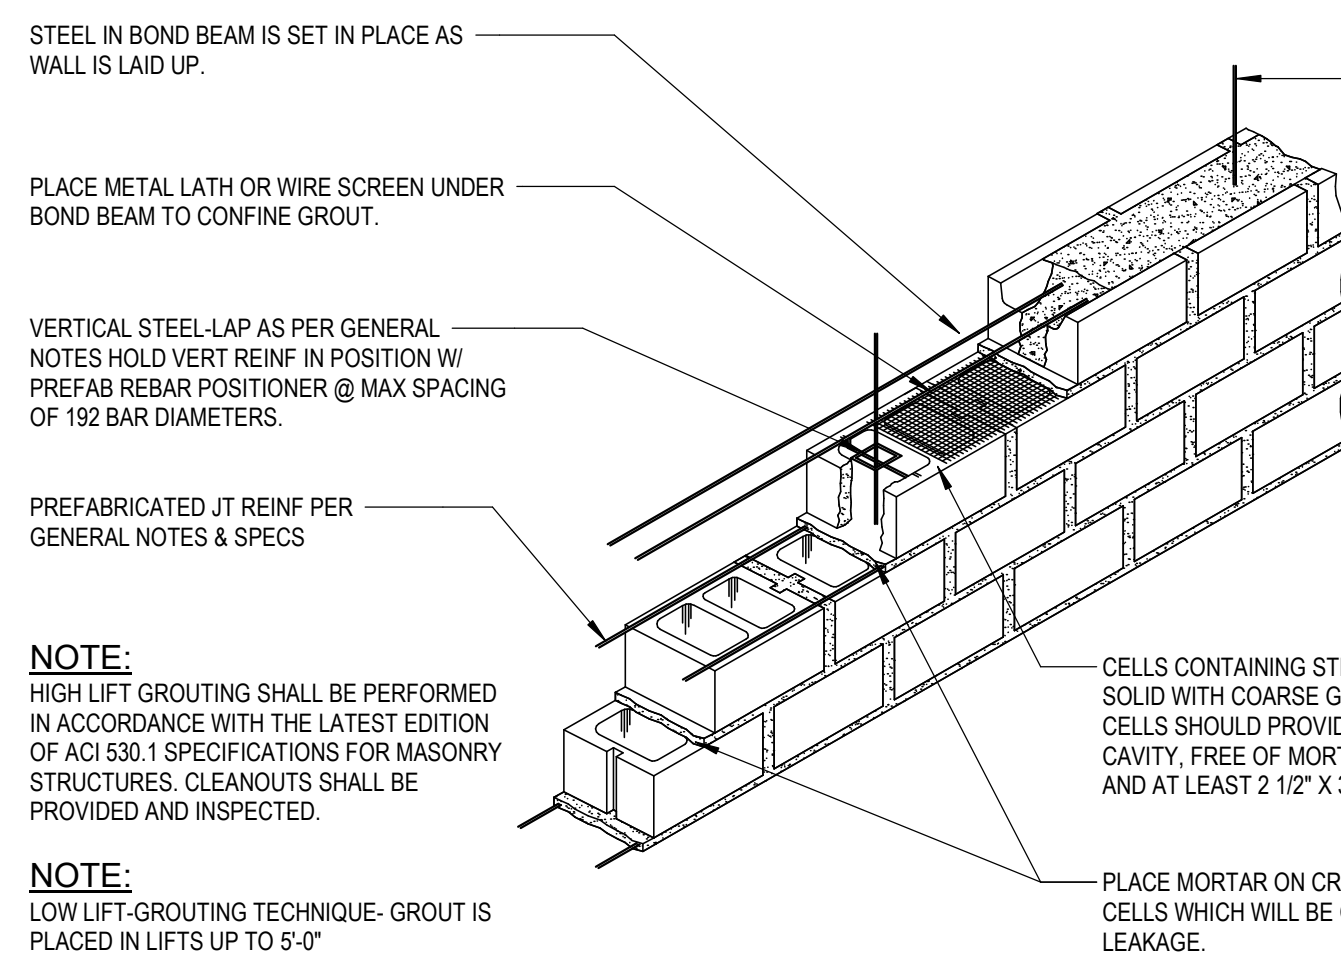 STEEL IN BOND BEAM IS SET IN PLACE AS
WALL IS LAID UP.
PLACE METAL LATH OR WIRE SCREEN UNDER
BOND BEAM TO CONFINE GROUT.
VERTICAL STEEL-LAP AS PER GENERAL
NOTES HOLD VERT REINF IN POSITION W/
PREFAB REBAR POSITIONER @ MAX SPACING
OF 192 BAR DIAMETERS.
PREFABRICATED JT REINF PER
GENERAL NOTES & SPECS
NOTE:
HIGH LIFT GROUTING SHALL BE PERFORMED
IN ACCORDANCE WITH THE LATEST EDITION
OF ACI 530.1 SPECIFICATIONS FOR MASONRY
STRUCTURES. CLEANOUTS SHALL BE
PROVIDED AND INSPECTED.
NOTE:
LOW LIFT-GROUTING TECHNIQUE- GROUT IS
PLACED IN LIFTS UP TO 5'-0"
CELLS CONTAINING
SOLID WITH COARSE
CELLS SHOULD
CAVITY, FREE OF
AND AT LEAST 2 1/2" X
PLACE MORTAR ON
CELLS WHICH WILL BE
LEAKAGE.